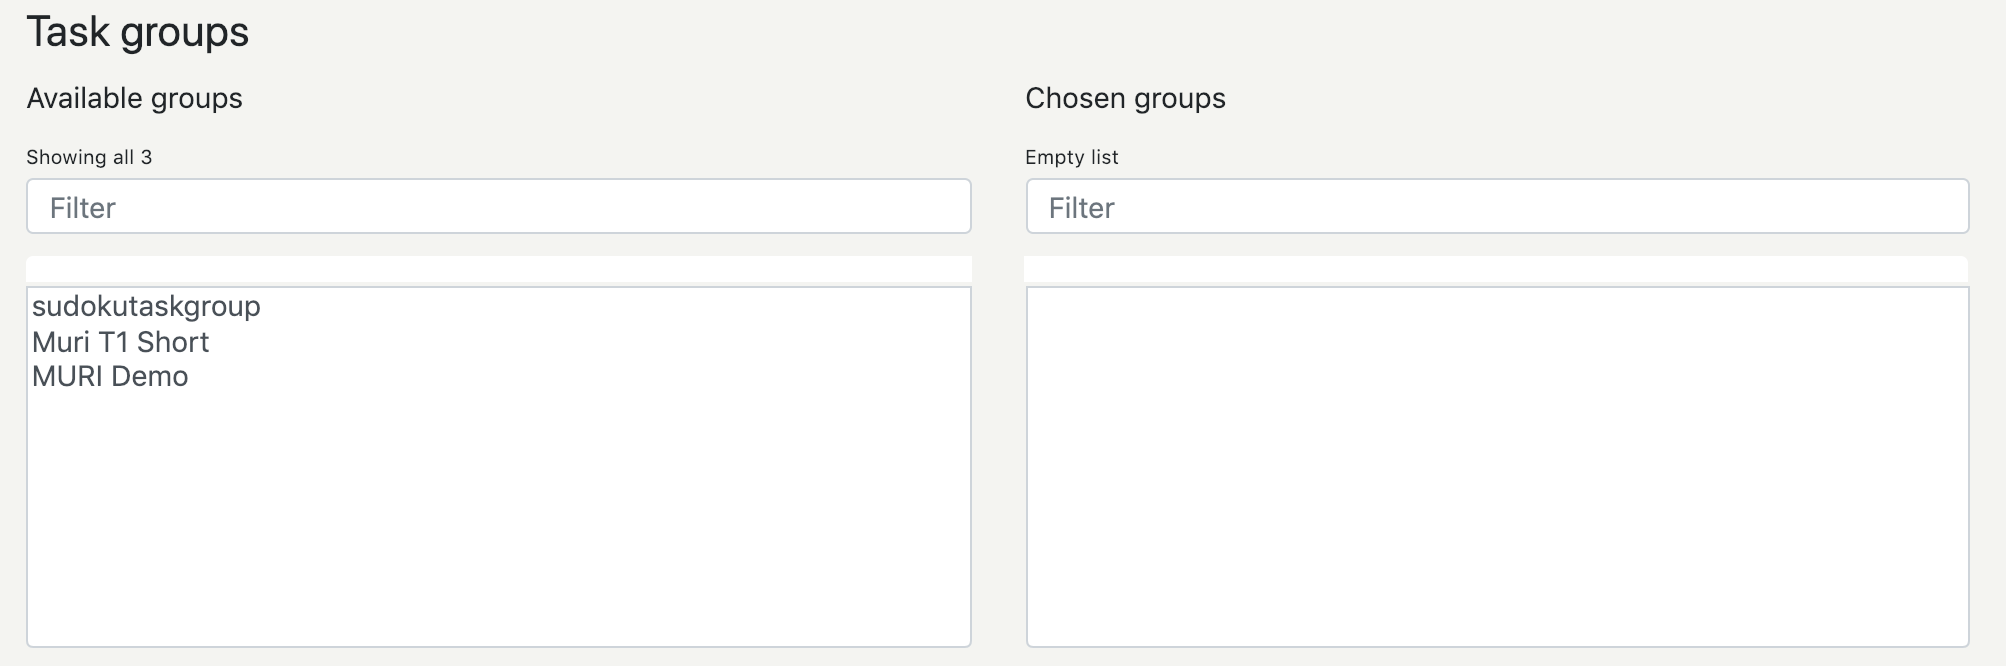 Task groups
Available groups
Showing all 3
Filter
sudokutaskgroup
Muri T1 Short
MURI Demo
Chosen groups
Empty list
Filter